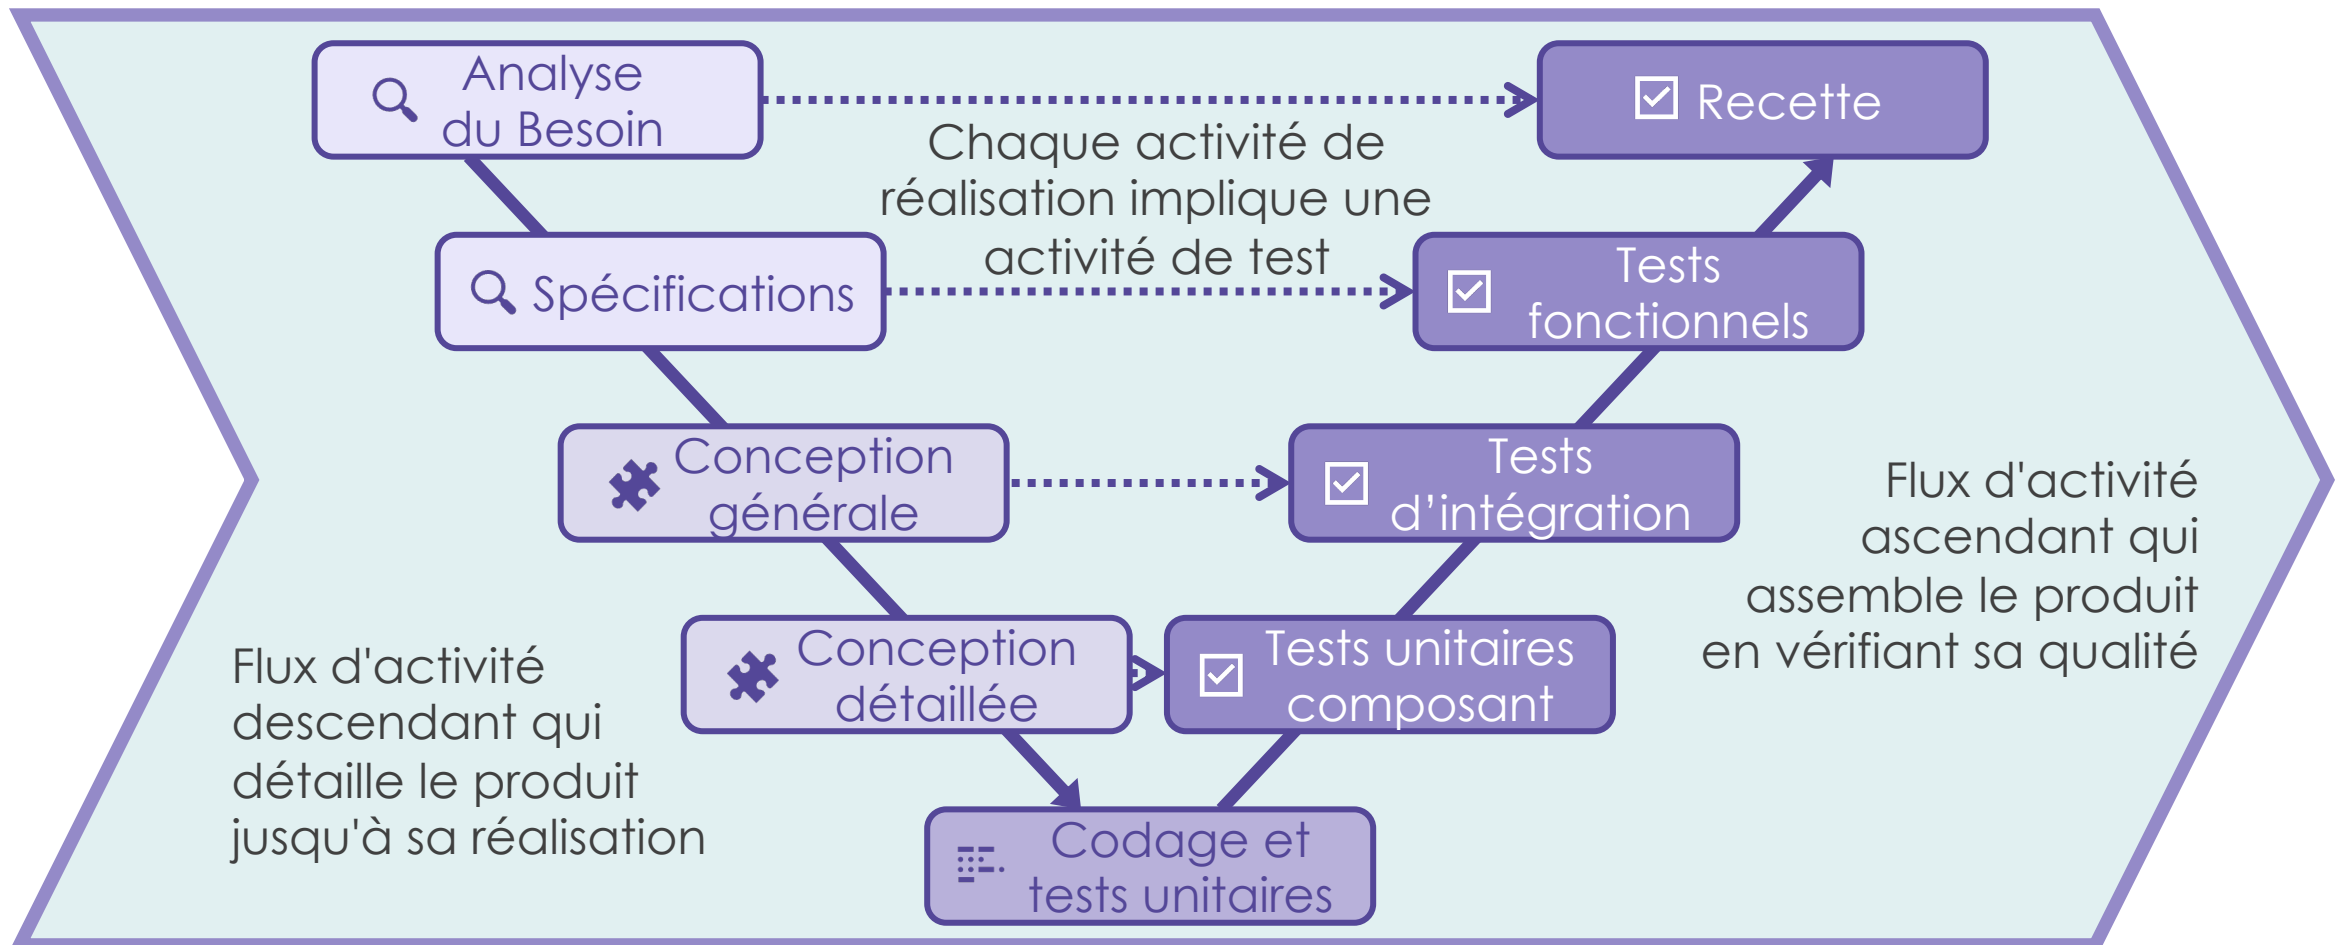 Analyse
du Besoin
Recette
Chaque activité de
réalisation implique une
activité de test
Spécifications
Tests
fonctionnels
Conception
générale
Tests
d’intégration
Flux d'activité
ascendant qui
assemble le produit
en vérifiant sa qualité
Conception
détaillée
Tests unitaires
composant
Flux d'activité
descendant qui
détaille le produit
jusqu'à sa réalisation
Codage et
tests unitaires